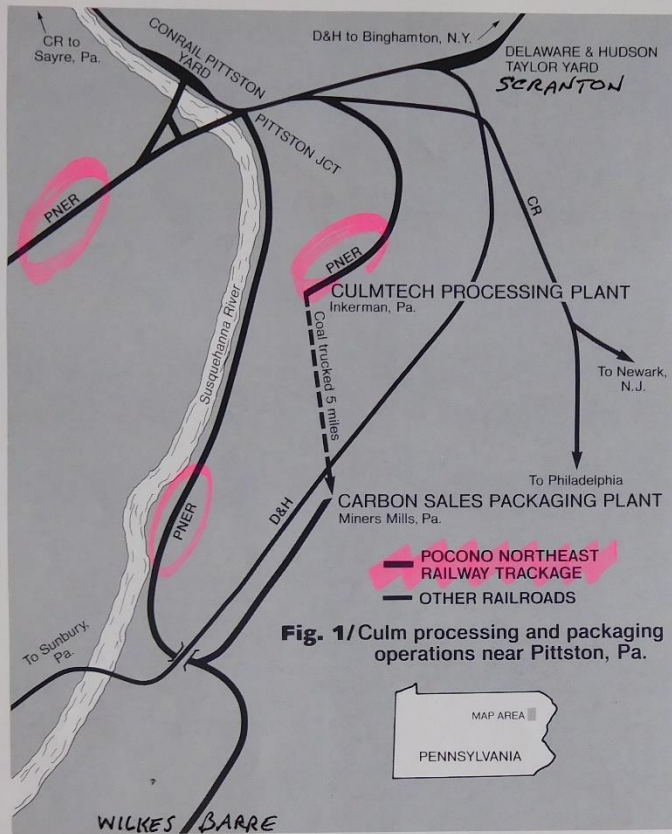 CR to
Sayre, Pa.
CONRAIL PITTSTON
YARD
D&H to Binghamton, N.Y.
DELAWARE & HUDSON
TAYLOR YARD
SCRANTON
PITTSTON JCT
PNER
PNER
CR
CULMTECH PROCESSING PLANT
Inkerman, Pa.
Susquehanna River
Coal trucked 5 miles
To Newark,
N.J.
To Philadelphia
PNER
D&H
CARBON SALES PACKAGING PLANT
Miners Mills, Pa.
POCONO NORTHEAST
RAILWAY TRACKAGE
OTHER RAILROADS
To Sunbury,
Pa.
Fig. 1/Culm processing and packaging
operations near Pittston, Pa.
MAP AREA
PENNSYLVANIA
WILKES BARRE